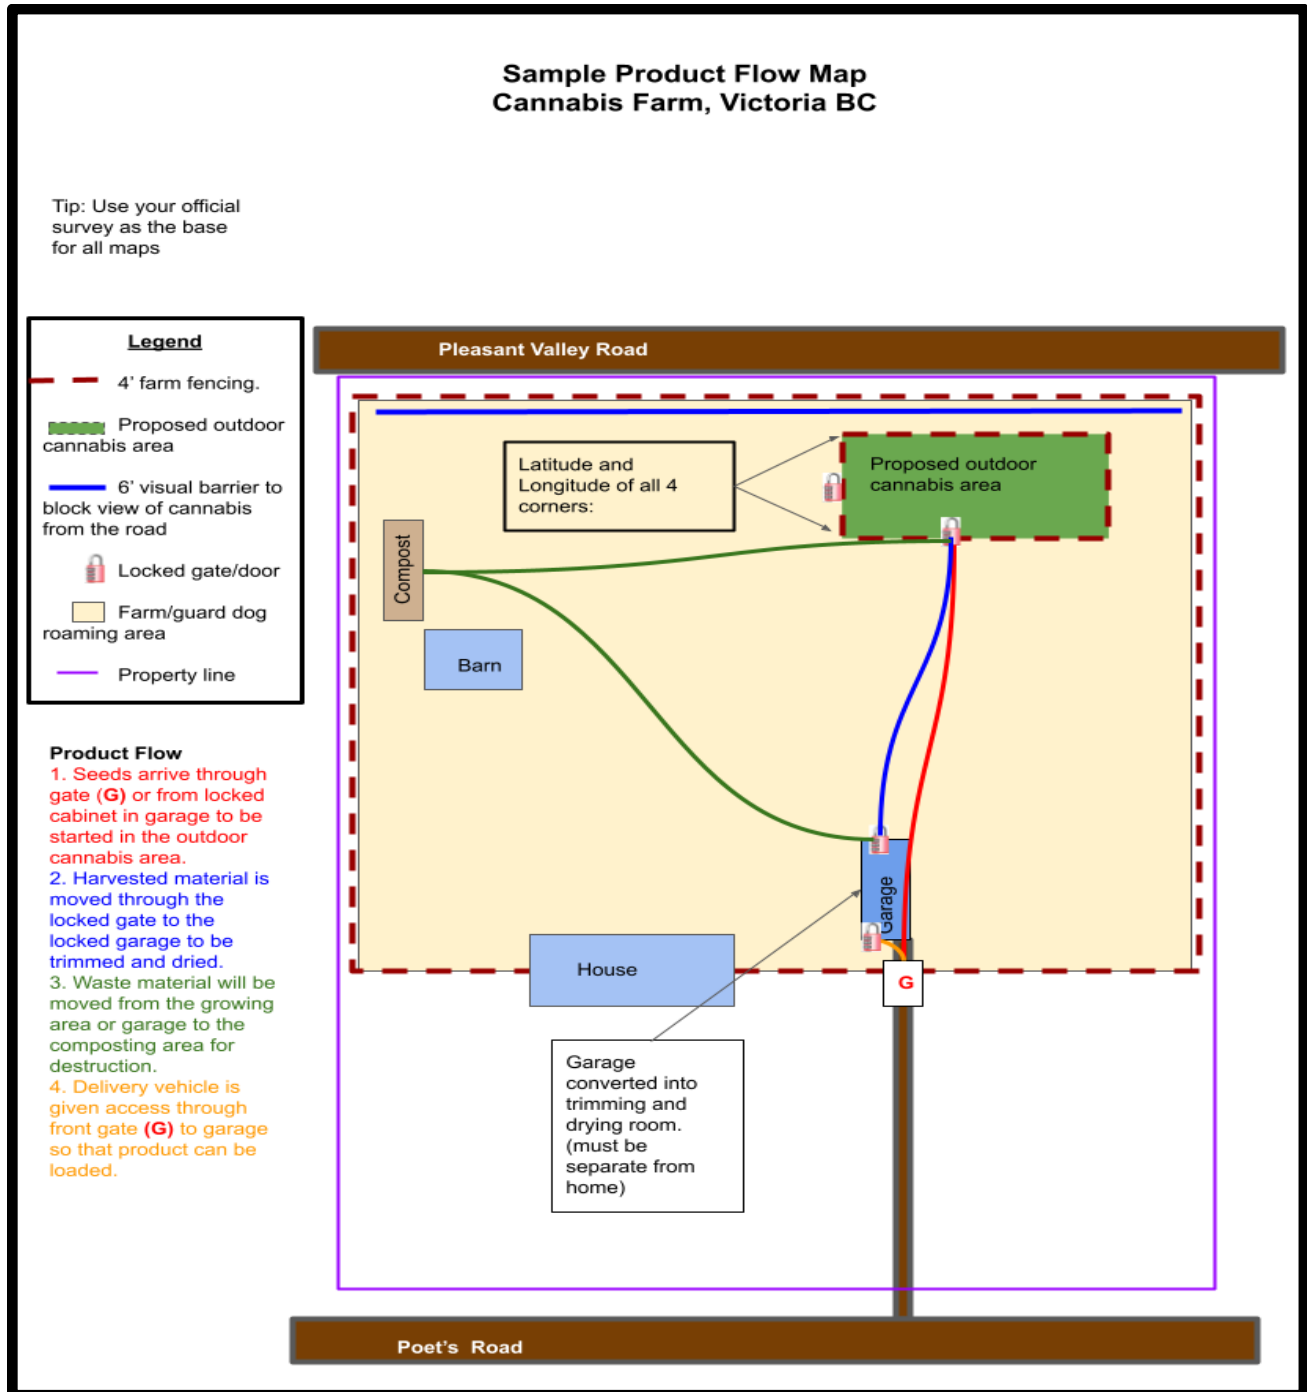 Sample Product Flow Map
Cannabis Farm, Victoria BC
Tip: Use your official
survey as the base
for all maps
Legend
4' farm fencing.
Proposed outdoor
cannabis area
6' visual barrier to
block view of cannabis
from the road
Locked gate/door
Farm/guard dog
roaming area
Property line
Product Flow
1. Seeds arrive through
gate (G) or from locked
cabinet in garage to be
started in the outdoor
cannabis area.
2. Harvested material is
moved through the
locked gate to the
locked garage to be
trimmed and dried.
3. Waste material will be
moved from the growing
area or garage to the
composting area for
destruction.
4. Delivery vehicle is
given access through
front gate (G) to garage
so that product can be
loaded.
Pleasant Valley Road
Latitude and
Longitude of all 4
corners:
Proposed outdoor
cannabis area
Compost
Barn
Garage
House
G
Garage
converted into
trimming and
drying room.
(must be
separate from
home)
Poet's Road